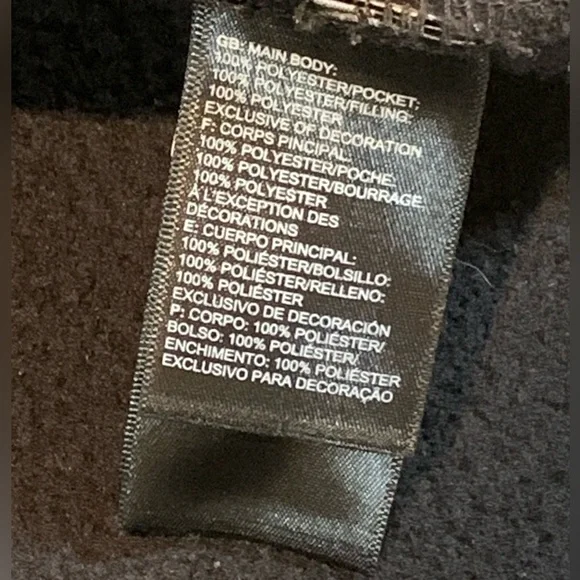 GB: MAIN BODY:
100% POLYESTER/POCKET:
100% POLYESTER/FILLING:
100% POLYESTER
EXCLUSIVE OF DECORATION
F: CORPS PINCIPAL:
100% POLYESTER/POCHE.
100% POLYESTER/BOURRAGE.
100% POLYESTER
À L'EXCEPTION DES
DÉCORATIONS
E: CUERPO PRINCIPAL:
100% POLIÉSTER/BOLSILLO:
100% POLIÉSTER/RELLENO:
100% POLIÉSTER
EXCLUSIVO DE DECORACIÓN
P: CORPO: 100% POLIÉSTER/
BOLSO: 100% POLIÉSTER/
ENCHIMENTO: 100% POLIÉSTER
EXCLUSIVO PARA DECORAÇÃO